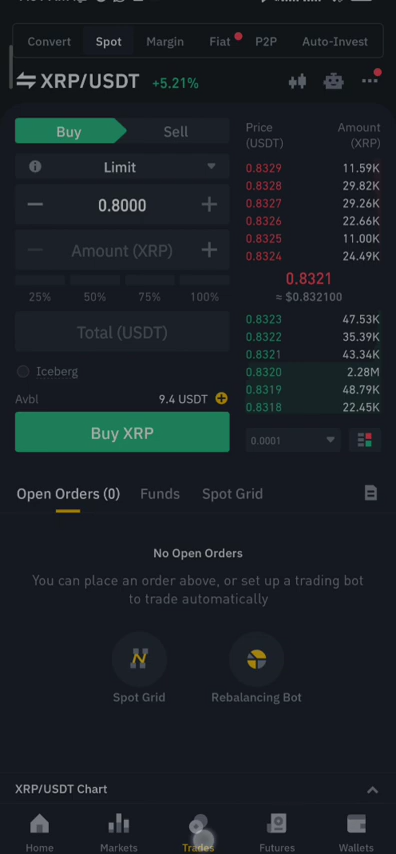 Convert Spot Margin Fiat P2P Auto-Invest
XRP/USDT +5.21%
Buy Sell
Limit
0.8000
Amount (XRP)
25% 50% 75% 100%
Total (USDT)
Iceberg
Avbl 9.4 USDT
Buy XRP
Price Amount
(USDT) (XRP)
0.8329 11.59K
0.8328 29.82K
0.8327 29.26K
0.8326 22.66K
0.8325 11.00K
0.8324 24.49K
0.8321
≈ $0.832100
0.8323 47.53K
0.8322 35.39K
0.8321 43.34K
0.8320 2.28M
0.8319 48.79K
0.8318 22.45K
0.0001
Open Orders (0) Funds Spot Grid
No Open Orders
You can place an order above, or set up a trading bot
to trade automatically
Spot Grid Rebalancing Bot
XRP/USDT Chart
Home Markets Trades Futures Wallets